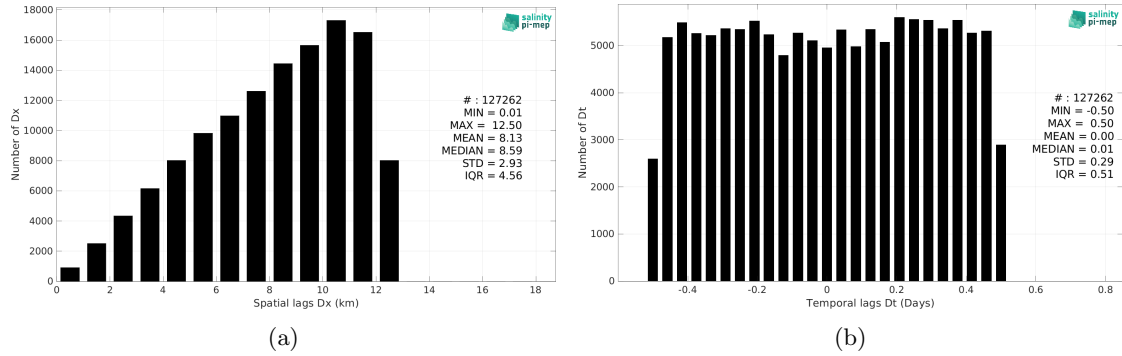 18000
16000
14000
12000
10000
8000
6000
4000
2000
0
Number of Dx
0 2 4 6 8 10 12 14 16 18
Spatial lags Dx (km)
salinity
pi-mep
# : 127262
MIN = 0.01
MAX = 12.50
MEAN = 8.13
MEDIAN = 8.59
STD = 2.93
IQR = 4.56
(a)
5000
4000
3000
2000
1000
0
Number of Dt
-0.4 -0.2 0 0.2 0.4 0.6 0.8
Temporal lags Dt (Days)
salinity
pi-mep
# : 127262
MIN = -0.50
MAX = 0.50
MEAN = 0.00
MEDIAN = 0.01
STD = 0.29
IQR = 0.51
(b)